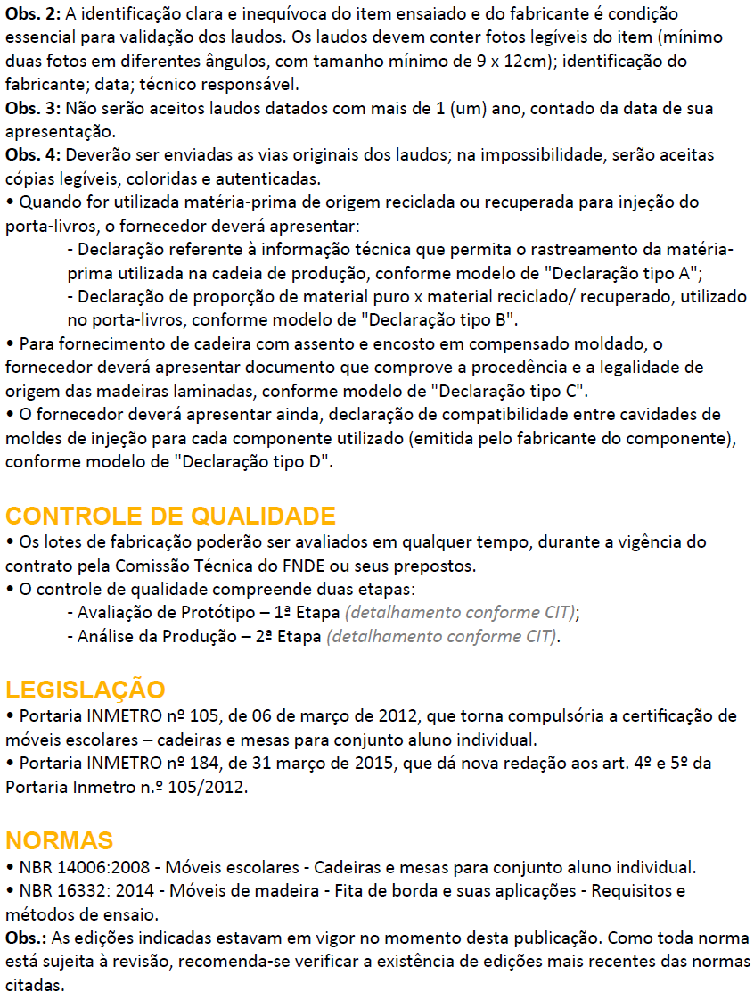 Obs. 2: A identificação clara e inequívoca do item ensaiado e do fabricante é condição
essencial para validação dos laudos. Os laudos devem conter fotos legíveis do item (mínimo
duas fotos em diferentes ângulos, com tamanho mínimo de 9 x 12cm); identificação do
fabricante; data; técnico responsável.
Obs. 3: Não serão aceitos laudos datados com mais de 1 (um) ano, contado da data de sua
apresentação.
Obs. 4: Deverão ser enviadas as vias originais dos laudos; na impossibilidade, serão aceitas
cópias legíveis, coloridas e autenticadas.
• Quando for utilizada matéria-prima de origem reciclada ou recuperada para injeção do
porta-livros, o fornecedor deverá apresentar:
- Declaração referente à informação técnica que permita o rastreamento da matéria-
prima utilizada na cadeia de produção, conforme modelo de "Declaração tipo A";
- Declaração de proporção de material puro x material reciclado/ recuperado, utilizado
no porta-livros, conforme modelo de "Declaração tipo B".
• Para fornecimento de cadeira com assento e encosto em compensado moldado, o
fornecedor deverá apresentar documento que comprove a procedência e a legalidade de
origem das madeiras laminadas, conforme modelo de "Declaração tipo C".
• O fornecedor deverá apresentar ainda, declaração de compatibilidade entre cavidades de
moldes de injeção para cada componente utilizado (emitida pelo fabricante do componente),
conforme modelo de "Declaração tipo D".
CONTROLE DE QUALIDADE
• Os lotes de fabricação poderão ser avaliados em qualquer tempo, durante a vigência do
contrato pela Comissão Técnica do FNDE ou seus prepostos.
• O controle de qualidade compreende duas etapas:
- Avaliação de Protótipo – 1ª Etapa (detalhamento conforme CIT);
- Análise da Produção – 2ª Etapa (detalhamento conforme CIT).
LEGISLAÇÃO
• Portaria INMETRO nº 105, de 06 de março de 2012, que torna compulsória a certificação de
móveis escolares – cadeiras e mesas para conjunto aluno individual.
• Portaria INMETRO nº 184, de 31 março de 2015, que dá nova redação aos art. 4º e 5º da
Portaria Inmetro n.º 105/2012.
NORMAS
• NBR 14006:2008 - Móveis escolares - Cadeiras e mesas para conjunto aluno individual.
• NBR 16332: 2014 - Móveis de madeira - Fita de borda e suas aplicações - Requisitos e
métodos de ensaio.
Obs.: As edições indicadas estavam em vigor no momento desta publicação. Como toda norma
está sujeita à revisão, recomenda-se verificar a existência de edições mais recentes das normas
citadas.